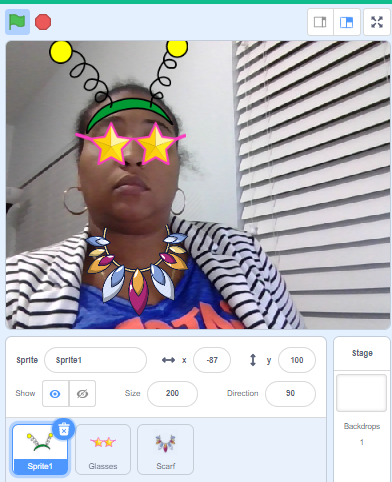 Sprite Sprite1 x -87 y 100
Show Size 200 Direction 90
Stage
Backdrops
1
Sprite1
Glasses
Scarf